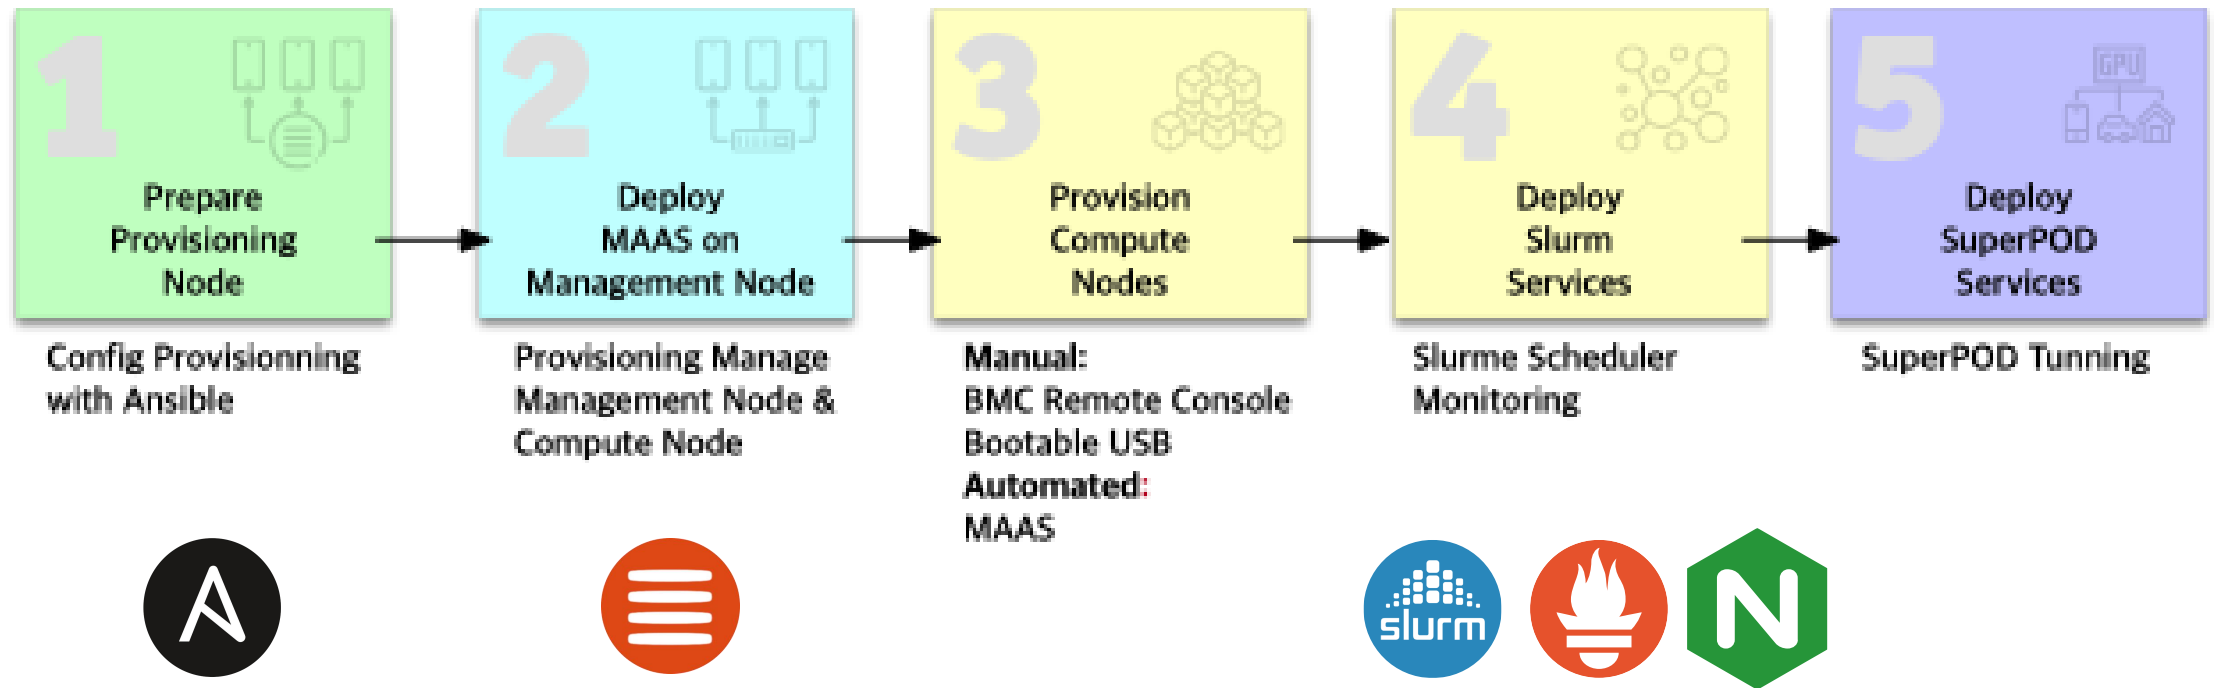 1
Prepare
Provisioning
Node
Config Provisionning
with Ansible
2
Deploy
MAAS on
Management Node
Provisioning Manage
Management Node &
Compute Node
3
Provision
Compute
Nodes
Manual:
BMC Remote Console
Bootable USB
Automated:
MAAS
4
Deploy
Slurm
Services
Slurme Scheduler
Monitoring
5
GPU
Deploy
SuperPOD
Services
SuperPOD Tunning
A
slurm
N